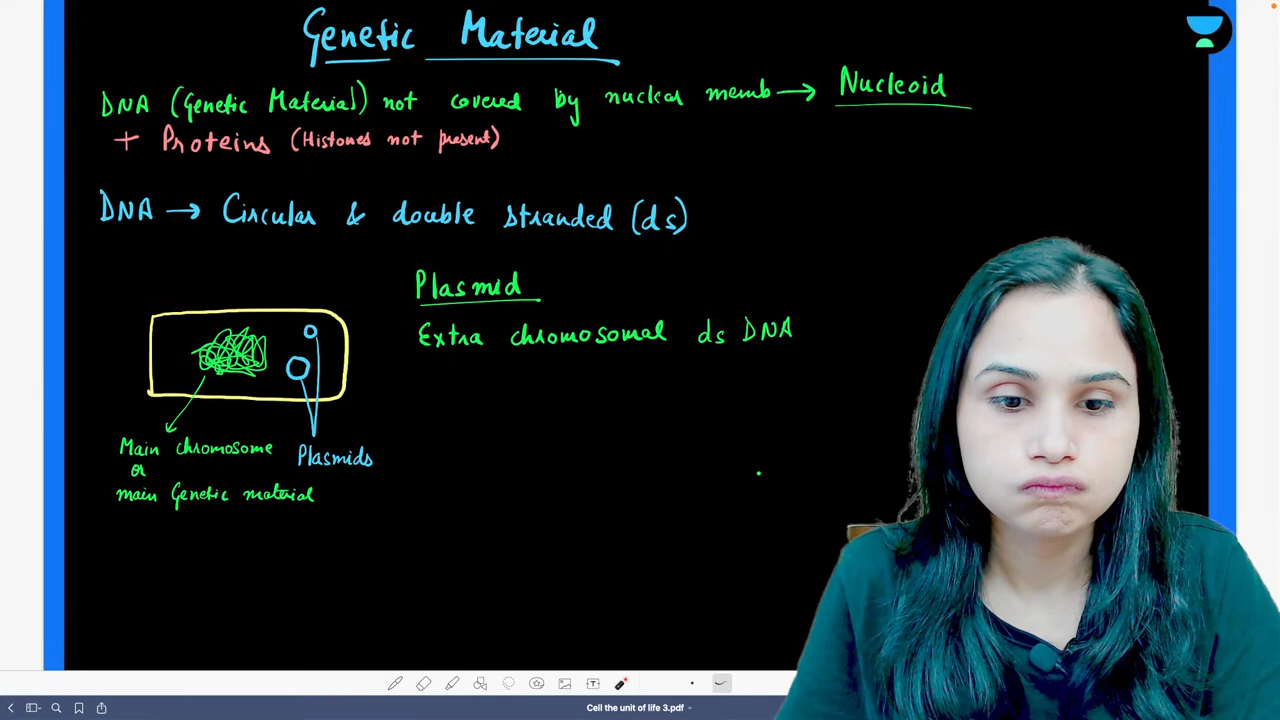 Genetic Material
DNA (Genetic Material) not covered by nuclear memb → Nucleoid
+ Proteins (Histones not present)
DNA → Circular & double stranded (ds)
Plasmid
Extra chromosomal ds DNA
Main chromosome
or
main Genetic material
Plasmids
Cell the unit of life 3.pdf